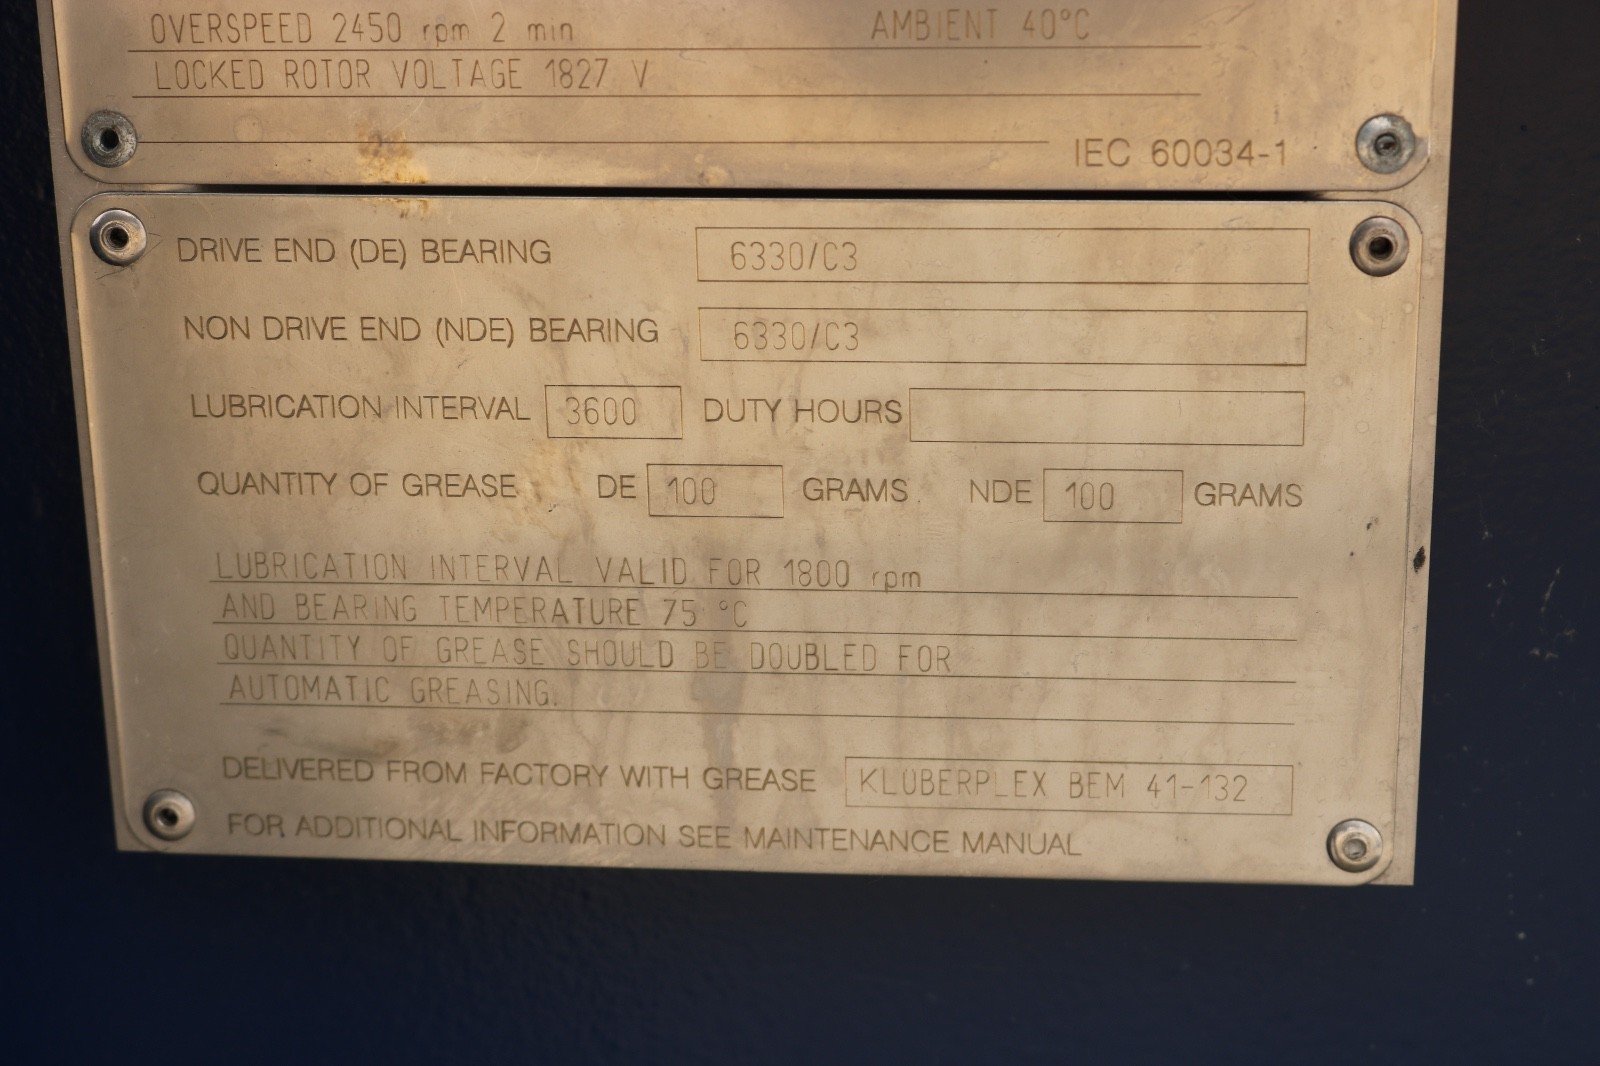 OVERSPEED 2450 rpm 2 min AMBIENT 40°C
LOCKED ROTOR VOLTAGE 1827 V
IEC 60034-1
DRIVE END (DE) BEARING 6330/C3
NON DRIVE END (NDE) BEARING 6330/C3
LUBRICATION INTERVAL 3600 DUTY HOURS
QUANTITY OF GREASE DE 100 GRAMS NDE 100 GRAMS
LUBRICATION INTERVAL VALID FOR 1800 rpm
AND BEARING TEMPERATURE 75 °C
QUANTITY OF GREASE SHOULD BE DOUBLED FOR
AUTOMATIC GREASING.
DELIVERED FROM FACTORY WITH GREASE KLÜBERPLEX BEM 41-132
FOR ADDITIONAL INFORMATION SEE MAINTENANCE MANUAL